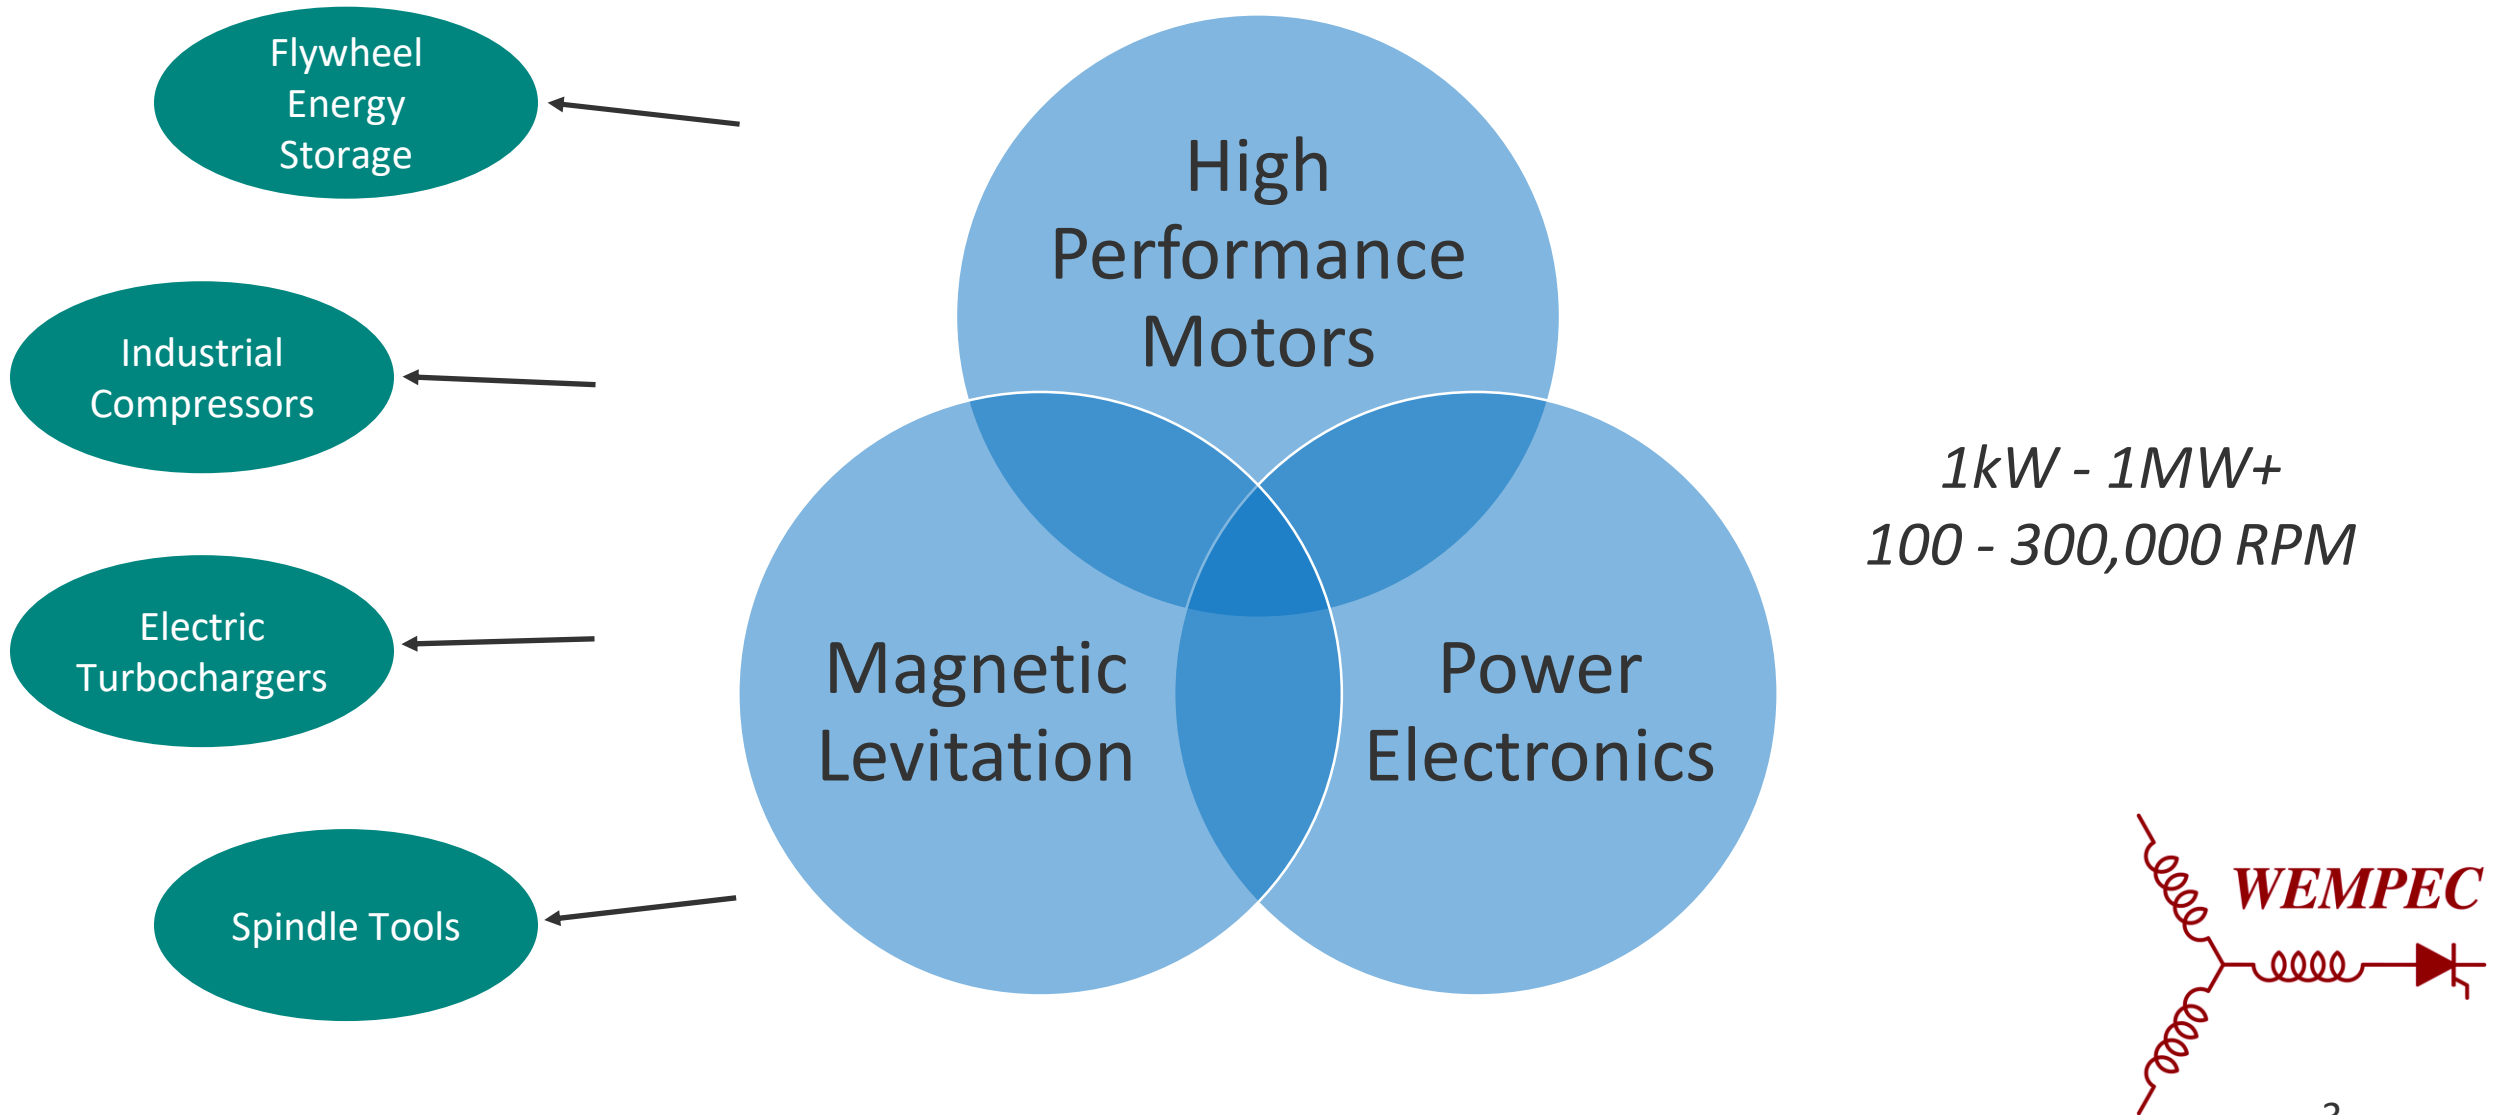 Flywheel
Energy
Storage
Industrial
Compressors
Electric
Turbochargers
Spindle Tools
High
Performance
Motors
Magnetic
Levitation
Power
Electronics
1kW - 1MW+
100 - 300,000 RPM
WEMPEC